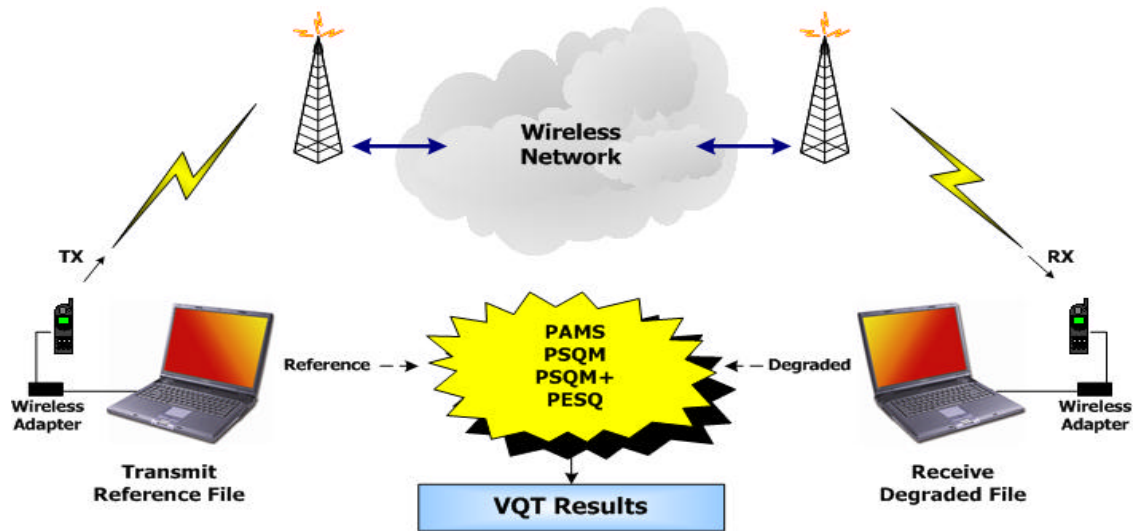 Wireless
Network
TX
RX
PAMS
PSQM
PSQM+
PESQ
Reference
Degraded
Wireless
Adapter
Wireless
Adapter
Transmit
Reference File
Receive
Degraded File
VQT Results